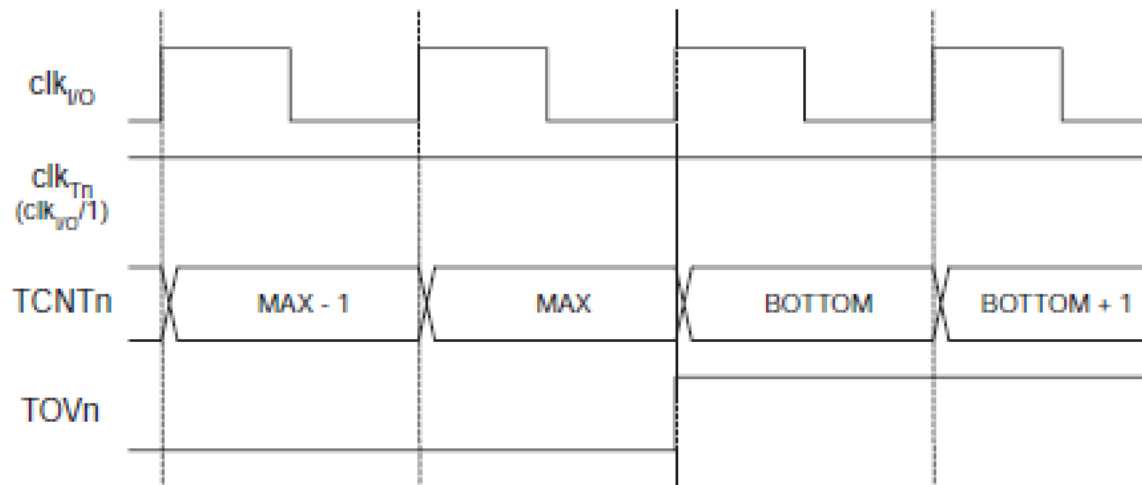 clkI/O
clkTn
(clkI/O/1)
TCNTn
MAX - 1
MAX
BOTTOM
BOTTOM + 1
TOVn